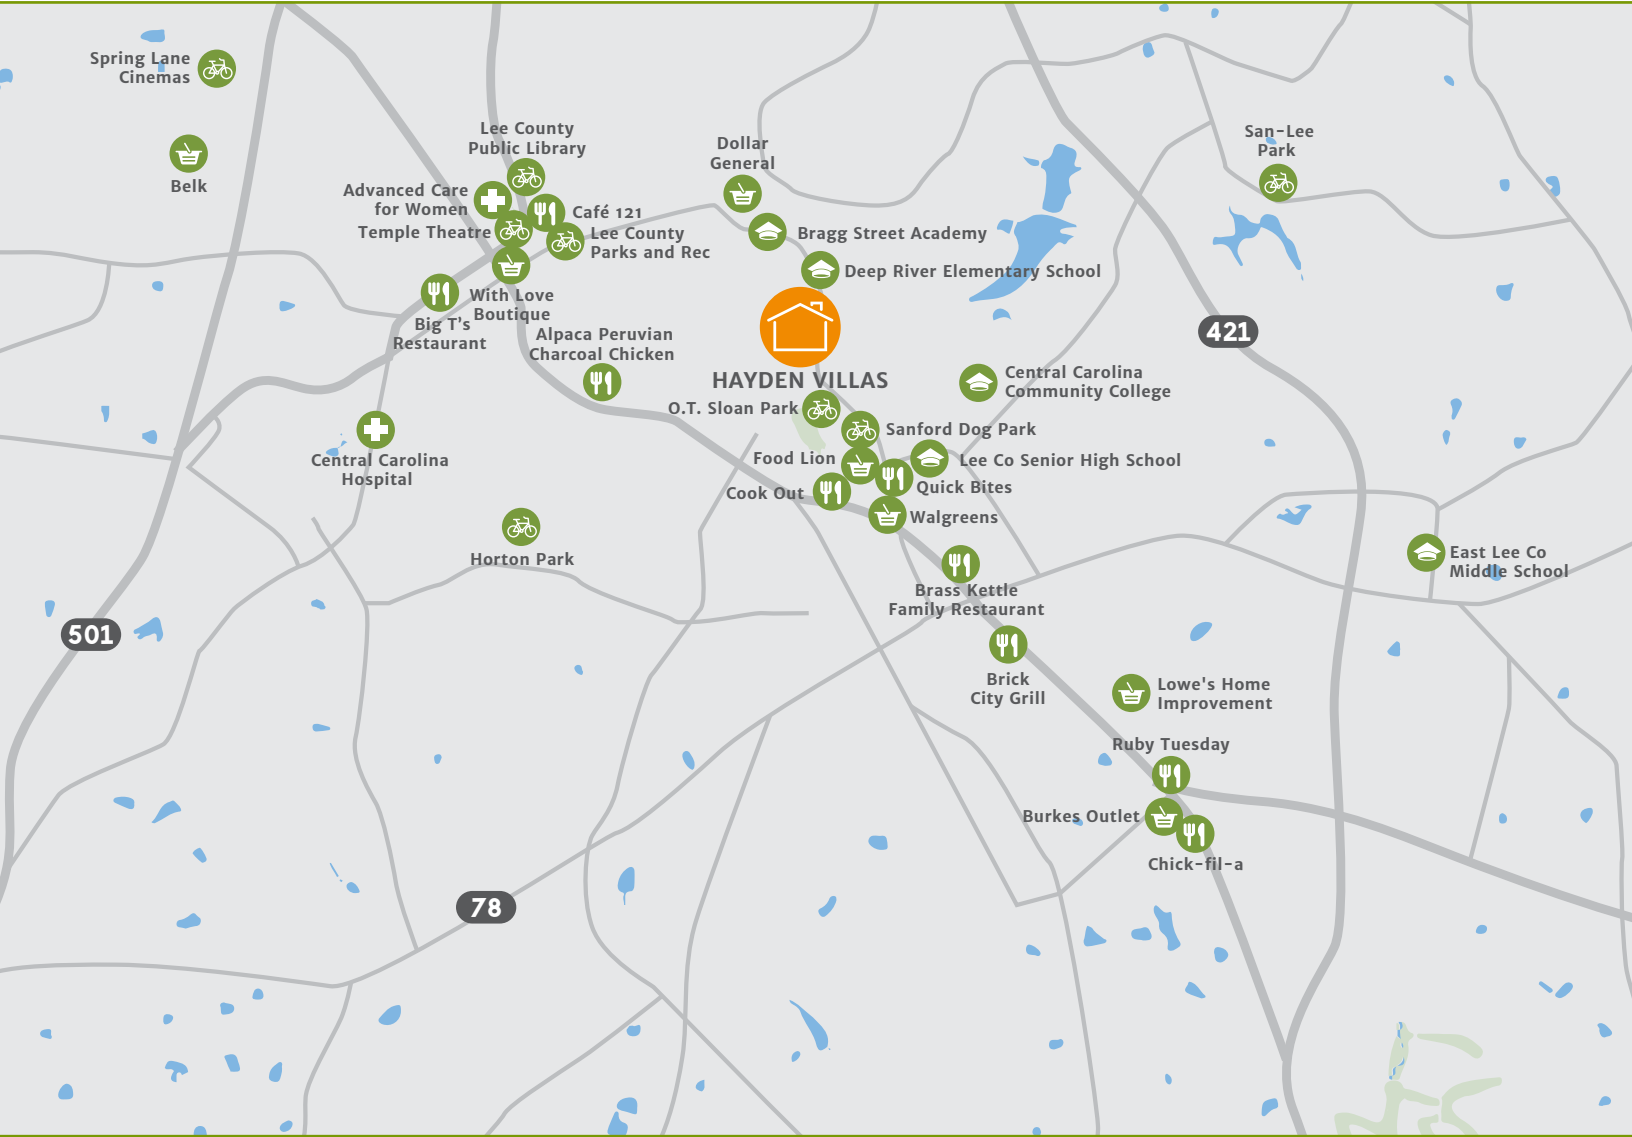 Spring Lane
Cinemas
Belk
Lee County
Public Library
Dollar
General
San-Lee
Park
Advanced Care
for Women
Café 121
Temple Theatre
Lee County
Parks and Rec
Bragg Street Academy
Deep River Elementary School
With Love
Boutique
Big T's
Restaurant
Alpaca Peruvian
Charcoal Chicken
421
HAYDEN VILLAS
Central Carolina
Community College
O.T. Sloan Park
Sanford Dog Park
Central Carolina
Hospital
Food Lion
Lee Co Senior High School
Cook Out
Quick Bites
Walgreens
Horton Park
East Lee Co
Middle School
Brass Kettle
Family Restaurant
501
Brick
City Grill
Lowe's Home
Improvement
Ruby Tuesday
Burkes Outlet
Chick-fil-a
78